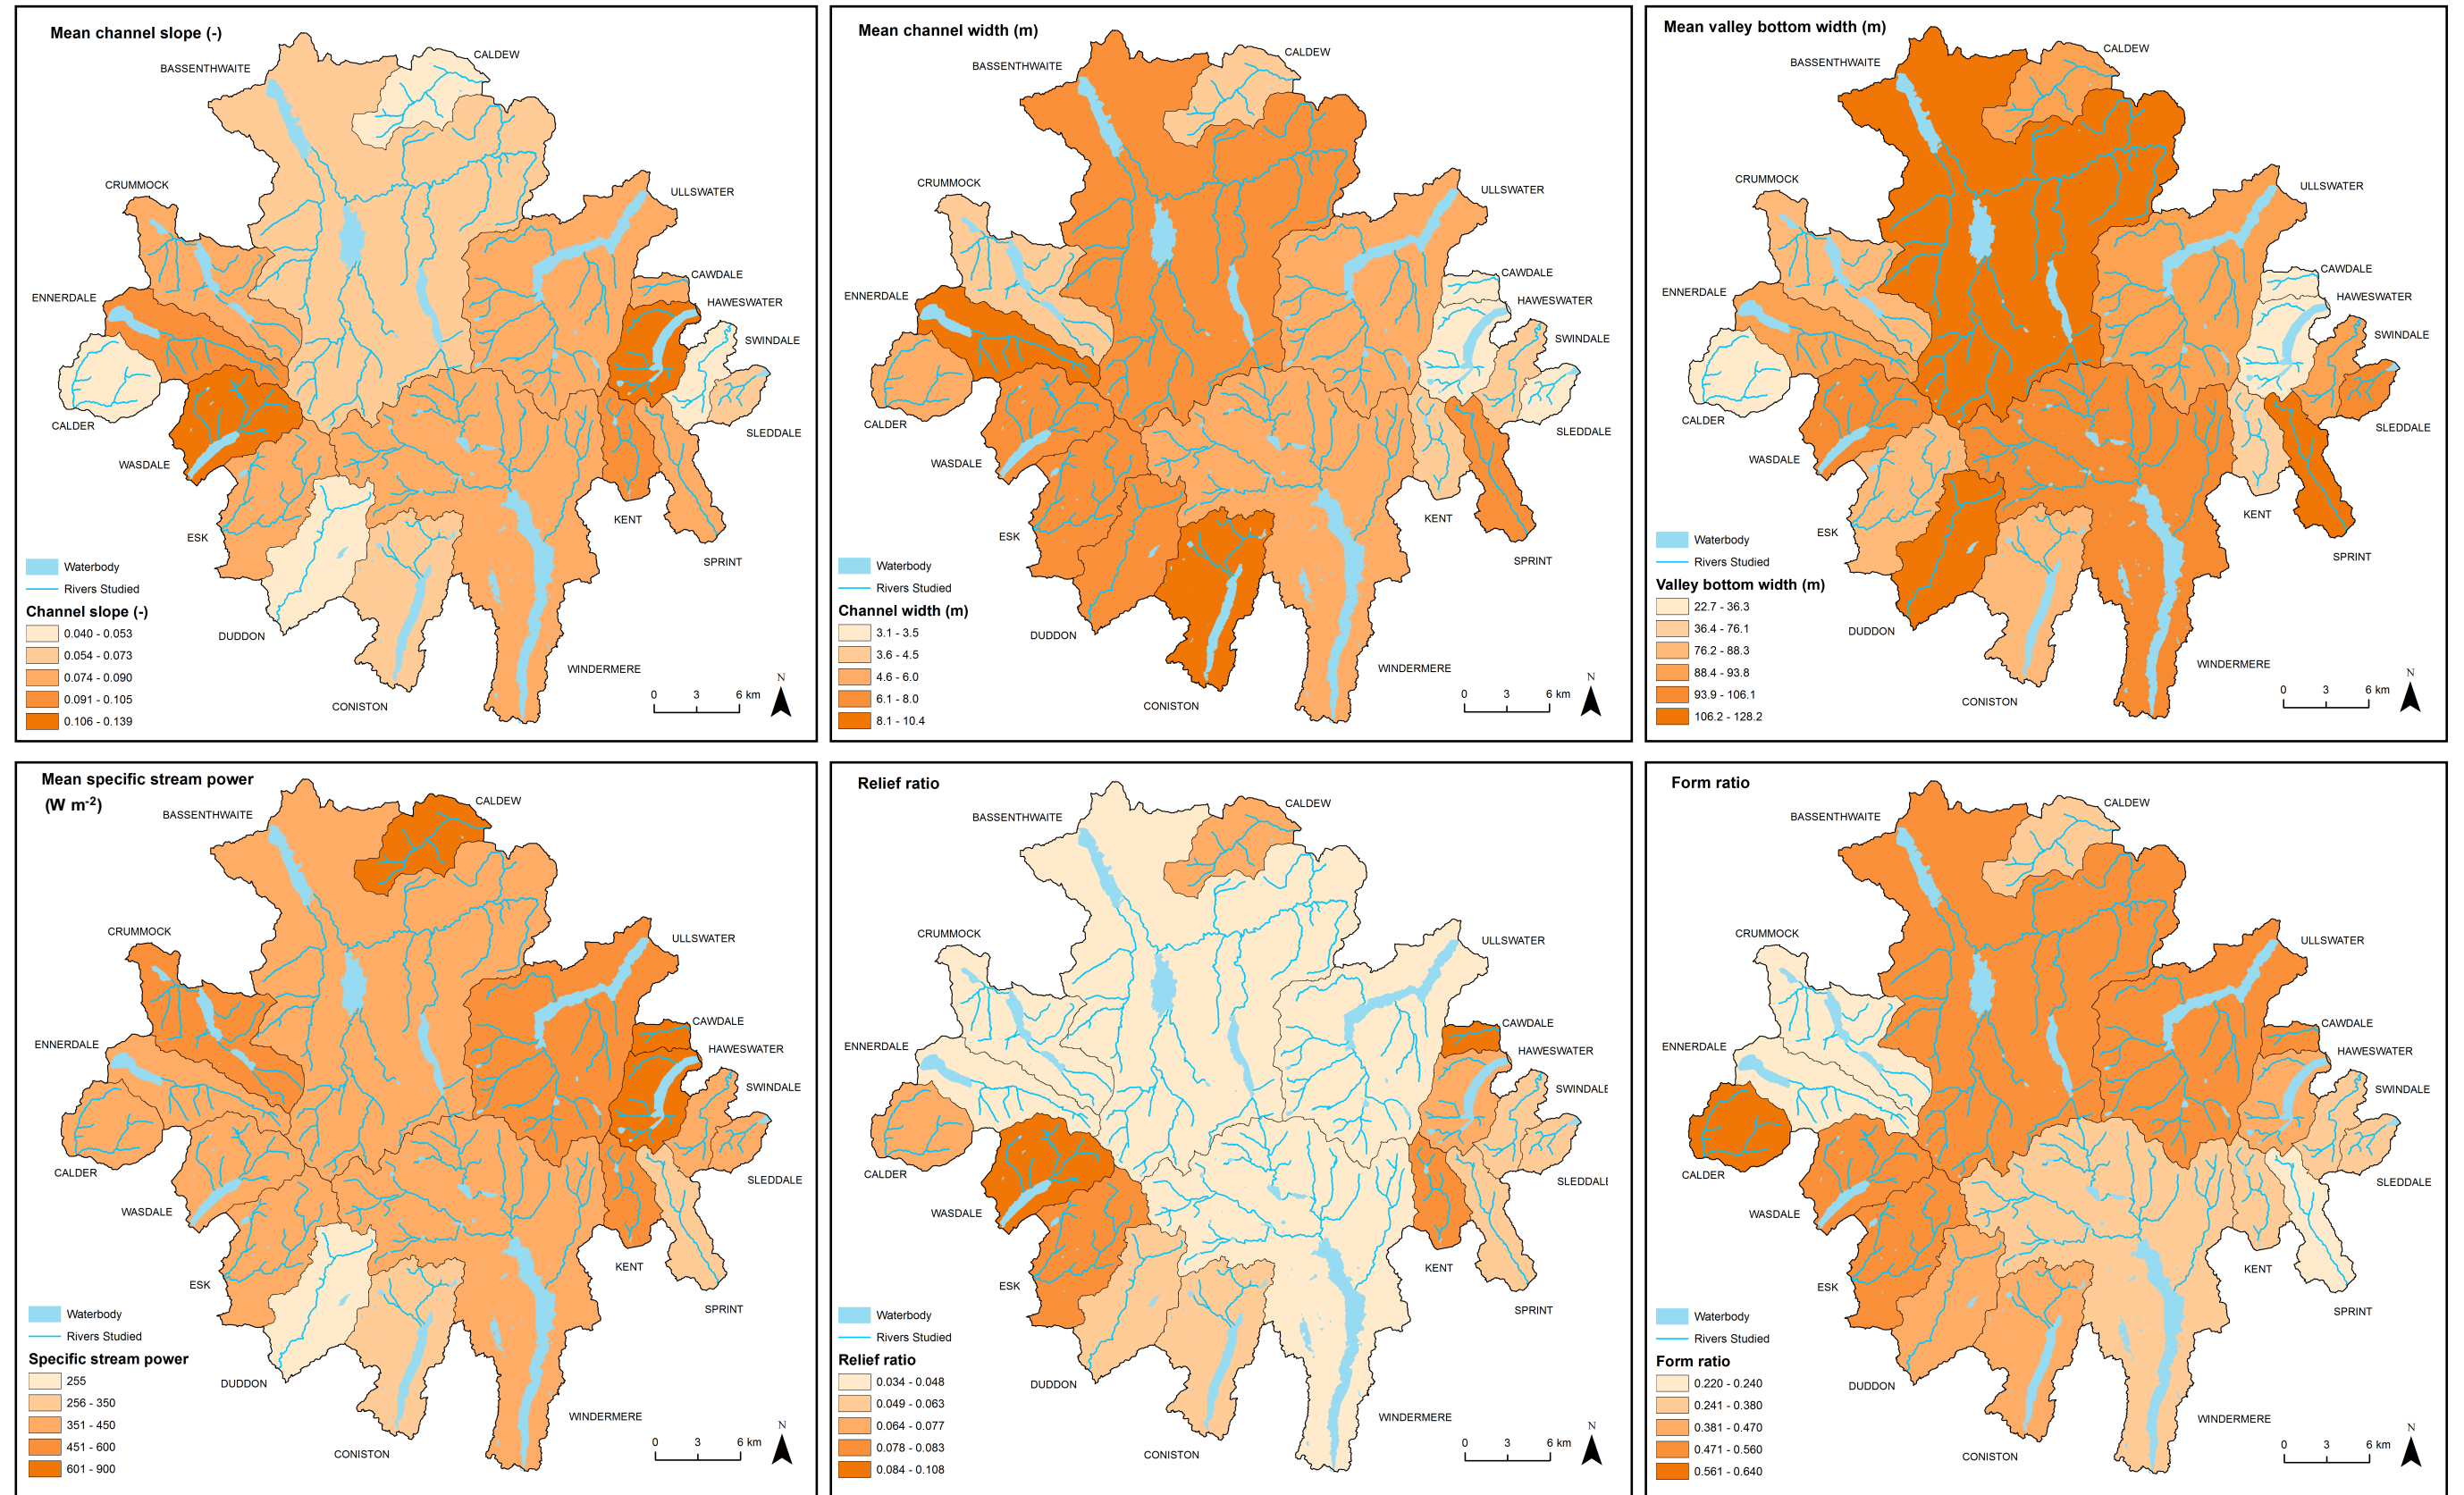 Mean channel slope (-)
CALDEW
BASSENTHWAITE
CRUMMOCK
ULLSWATER
CAWDALE
ENNERDALE
HAWESWATER
SWINDALE
CALDER
SLEDDALE
WASDALE
KENT
ESK
SPRINT
Waterbody
Rivers Studied
Channel slope (-)
0.040 - 0.053
DUDDON
0.054 - 0.073
WINDERMERE
0.074 - 0.090
0.091 - 0.105
0.106 - 0.139
CONISTON
0 3 6 km
N
Mean channel width (m)
CALDEW
BASSENTHWAITE
CRUMMOCK
ULLSWATER
CAWDALE
ENNERDALE
HAWESWATER
SWINDALE
CALDER
SLEDDALE
WASDALE
KENT
ESK
SPRINT
Waterbody
Rivers Studied
Channel width (m)
3.1 - 3.5
DUDDON
3.6 - 4.5
WINDERMERE
4.6 - 6.0
6.1 - 8.0
8.1 - 10.4
CONISTON
0 3 6 km
N
Mean valley bottom width (m)
CALDEW
BASSENTHWAITE
CRUMMOCK
ULLSWATER
CAWDALE
ENNERDALE
HAWESWATER
SWINDALE
CALDER
SLEDDALE
WASDALE
KENT
ESK
SPRINT
Waterbody
Rivers Studied
Valley bottom width (m)
22.7 - 36.3
36.4 - 76.1
DUDDON
76.2 - 88.3
WINDERMERE
88.4 - 93.8
93.9 - 106.1
106.2 - 128.2
CONISTON
0 3 6 km
N
Mean specific stream power
(W m-2)
CALDEW
BASSENTHWAITE
CRUMMOCK
ULLSWATER
CAWDALE
ENNERDALE
HAWESWATER
SWINDALE
CALDER
SLEDDALE
WASDALE
KENT
ESK
SPRINT
Waterbody
Rivers Studied
Specific stream power
255
DUDDON
256 - 350
WINDERMERE
351 - 450
451 - 600
601 - 900
CONISTON
0 3 6 km
N
Relief ratio
CALDEW
BASSENTHWAITE
CRUMMOCK
ULLSWATER
CAWDALE
ENNERDALE
HAWESWATER
SWINDALE
CALDER
SLEDDALE
WASDALE
KENT
ESK
SPRINT
Waterbody
Rivers Studied
Relief ratio
0.034 - 0.048
DUDDON
0.049 - 0.063
WINDERMERE
0.064 - 0.077
0.078 - 0.083
0.084 - 0.108
CONISTON
0 3 6 km
N
Form ratio
CALDEW
BASSENTHWAITE
CRUMMOCK
ULLSWATER
CAWDALE
ENNERDALE
HAWESWATER
SWINDALE
CALDER
SLEDDALE
WASDALE
KENT
ESK
SPRINT
Waterbody
Rivers Studied
Form ratio
0.220 - 0.240
DUDDON
0.241 - 0.380
WINDERMERE
0.381 - 0.470
0.471 - 0.560
0.561 - 0.640
CONISTON
0 3 6 km
N